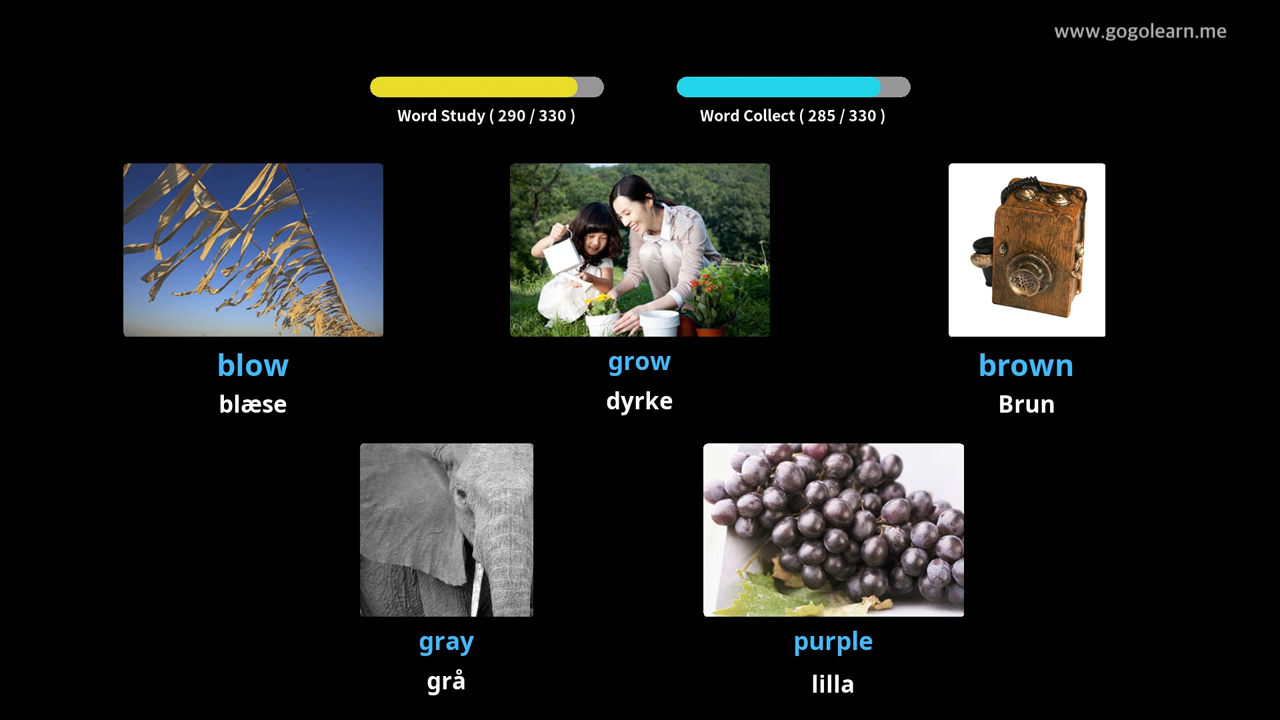 www.gogolearn.me
Word Study ( 290 / 330 )
Word Collect ( 285 / 330 )
blow
blæse
grow
dyrke
brown
Brun
gray
grå
purple
lilla